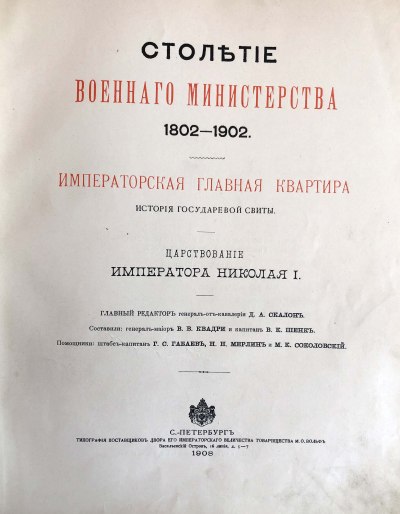 СТОЛѢТІЕ
ВОЕННАГО МИНИСТЕРСТВА
1802—1902.
ИМПЕРАТОРСКАЯ ГЛАВНАЯ КВАРТИРА
ИСТОРІЯ ГОСУДАРЕВОЙ СВИТЫ.
ЦАРСТВОВАНІЕ
ИМПЕРАТОРА НИКОЛАЯ I.
ГЛАВНЫЙ РЕДАКТОРЪ генералъ-отъ-кавалеріи Д. А. СКАЛОНЪ.
Составили: генералъ-маіоръ В. В. КВАДРИ и капитанъ В. К. ШЕНКЪ.
Помощники: штабсъ-капитанъ Г. С. ГАБАЕВЪ, Н. Н. МЕРЛИНЪ и М. К. СОКОЛОВСКІЙ.
С.-ПЕТЕРБУРГЪ
ТИПОГРАФІЯ ПОСТАВЩИКОВЪ ДВОРА ЕГО ИМПЕРАТОРСКАГО ВЕЛИЧЕСТВА ТОВАРИЩЕСТВА М. О. ВОЛЬФЪ
Васильевскій Островъ, 16 линія, д. 5—7
1908